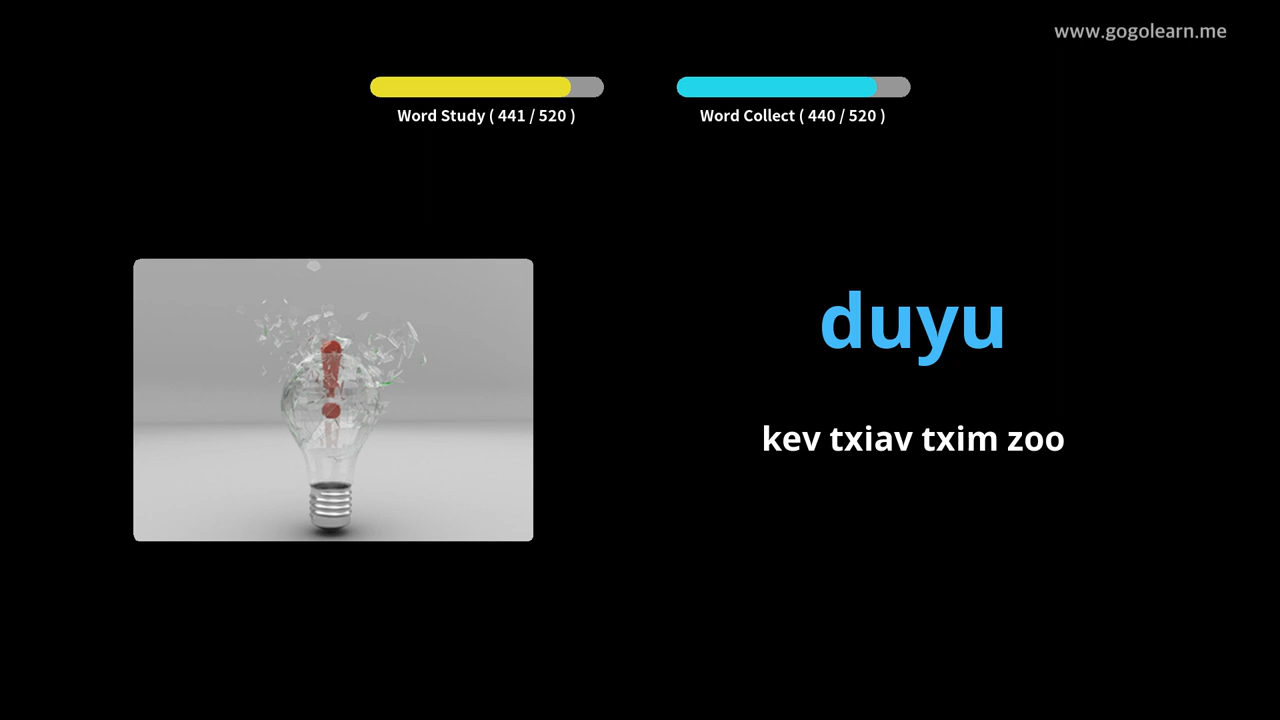 www.gogolearn.me
Word Study ( 441 / 520 )
Word Collect ( 440 / 520 )
duyu
kev txiav txim zoo